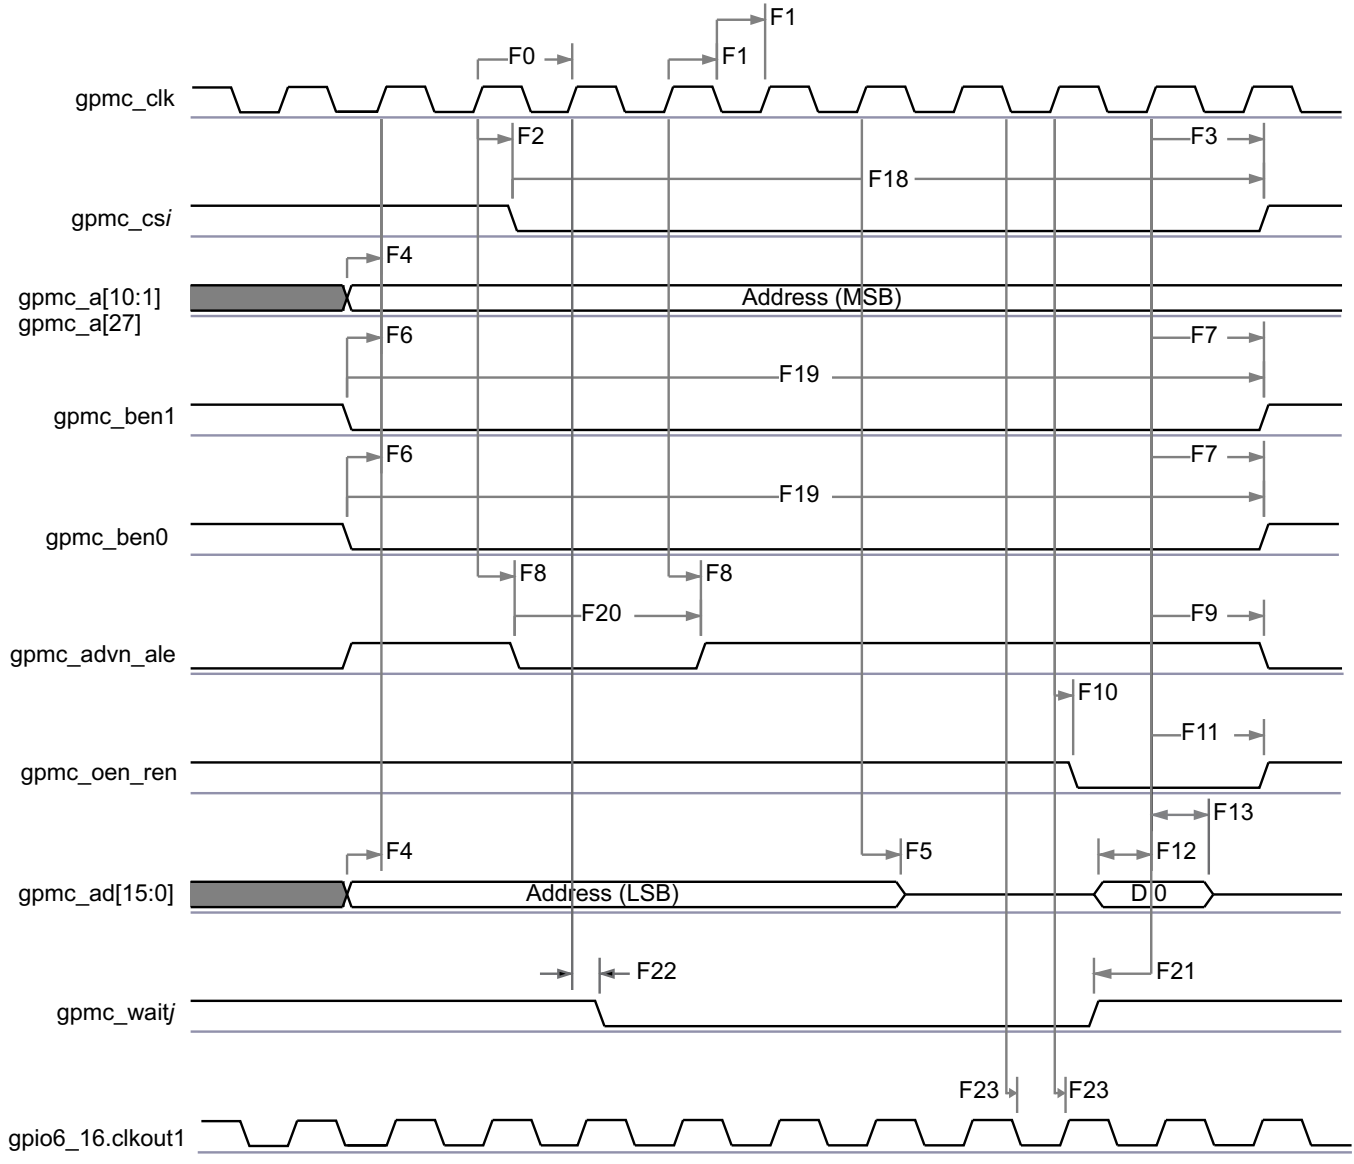 F1
F0
F1
gpmc_clk
F2
F3
F18
gpmc_csi
F4
gpmc_a[10:1]
Address (MSB)
gpmc_a[27]
F6
F7
F19
gpmc_ben1
F6
F7
F19
gpmc_ben0
F8
F8
F20
F9
gpmc_advn_ale
F10
F11
gpmc_oen_ren
F13
F4
F5
F12
gpmc_ad[15:0]
Address (LSB)
D 0
F22
F21
gpmc_waitj
F23
F23
gpio6_16.clkout1